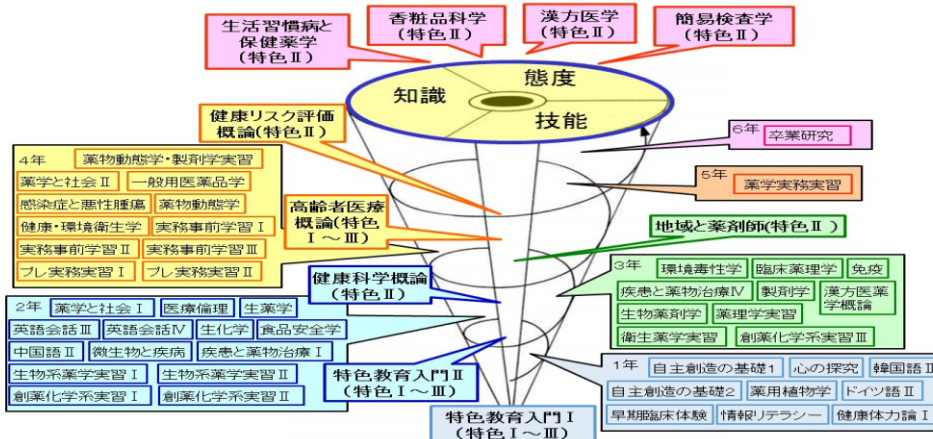 生活習慣病と
保健薬学
(特色Ⅱ)
香粧品科学
(特色Ⅱ)
漢方医学
(特色Ⅱ)
簡易検査学
(特色Ⅱ)
知識
態度
技能
健康リスク評価
概論(特色Ⅱ)
6年 卒業研究
5年 薬学実務実習
4年 薬物動態学・製剤学実習
薬学と社会Ⅱ 一般用医薬品学
感染症と悪性腫瘍 薬物動態学
健康・環境衛生学 実務事前学習Ⅰ
実務事前学習Ⅱ 実務事前学習Ⅲ
プレ実務実習Ⅰ プレ実務実習Ⅱ
高齢者医療
概論(特色
Ⅰ～Ⅲ)
地域と薬剤師(特色Ⅱ)
健康科学概論
(特色Ⅱ)
3年 環境毒性学 臨床薬理学 免疫
疾患と薬物治療Ⅳ 製剤学 漢方医薬
学概論
生物薬剤学 薬理学実習
衛生薬学実習 創薬化学系実習Ⅲ
2年 薬学と社会Ⅰ 医療倫理 生薬学
英語会話Ⅲ 英語会話Ⅳ 生化学 食品安全学
中国語Ⅱ 微生物と疾病 疾患と薬物治療Ⅰ
生物系薬学実習Ⅰ 生物系薬学実習Ⅱ
創薬化学系実習Ⅰ 創薬化学系実習Ⅱ
特色教育入門Ⅱ
(特色Ⅰ～Ⅲ)
1年 自主創造の基礎1 心の探究 韓国語Ⅱ
自主創造の基礎2 薬用植物学 ドイツ語Ⅱ
早期臨床体験 情報リテラシー 健康体力論Ⅰ
特色教育入門Ⅰ
(特色Ⅰ～Ⅲ)